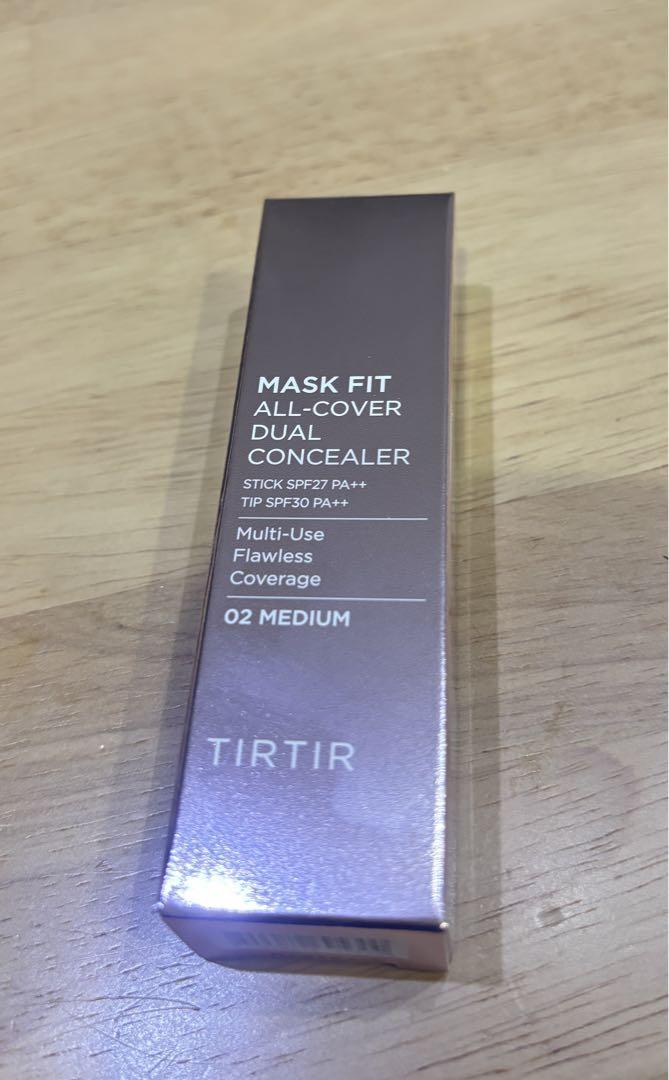 MASK FIT
ALL-COVER
DUAL
CONCEALER
STICK SPF27 PA++
TIP SPF30 PA++
Multi-Use
Flawless
Coverage
02 MEDIUM
TIRTIR